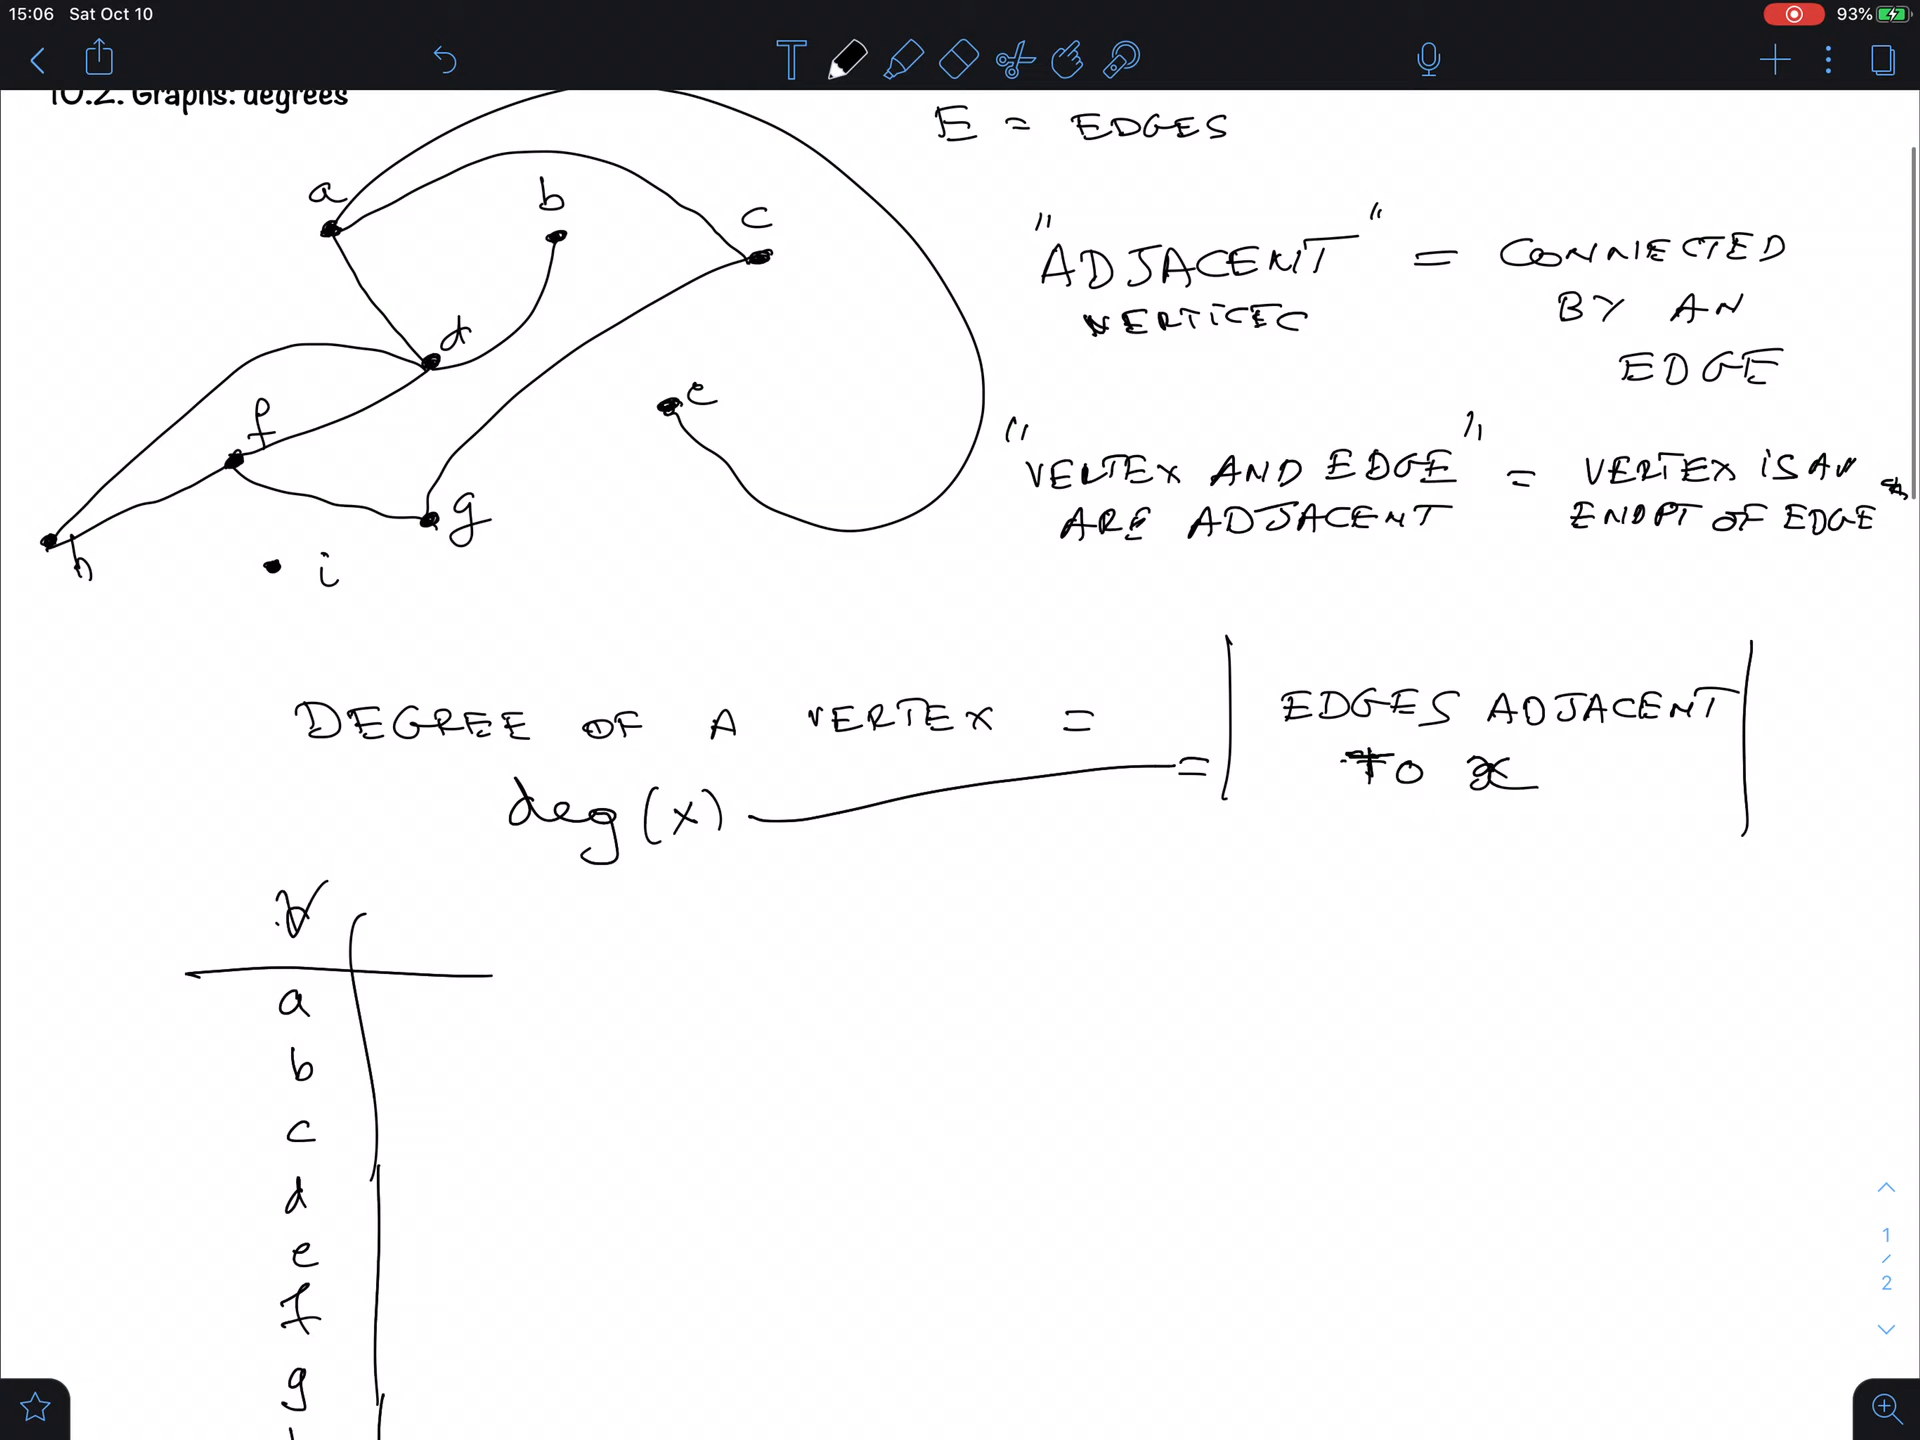 15:06 Sat Oct 10
93%
10.2. Graphs: degrees
E = EDGES
a
b
c
d
e
f
g
h
i
"ADJACENT" = CONNECTED
VERTICEC BY AN
EDGE
"VERTEX AND EDGE" = VERTEX IS AN
ARE ADJACENT ENDPT OF EDGE
DEGREE OF A VERTEX = | EDGES ADJACENT
deg(x) = TO x |
V
a
b
c
d
e
f
g
1
/
2